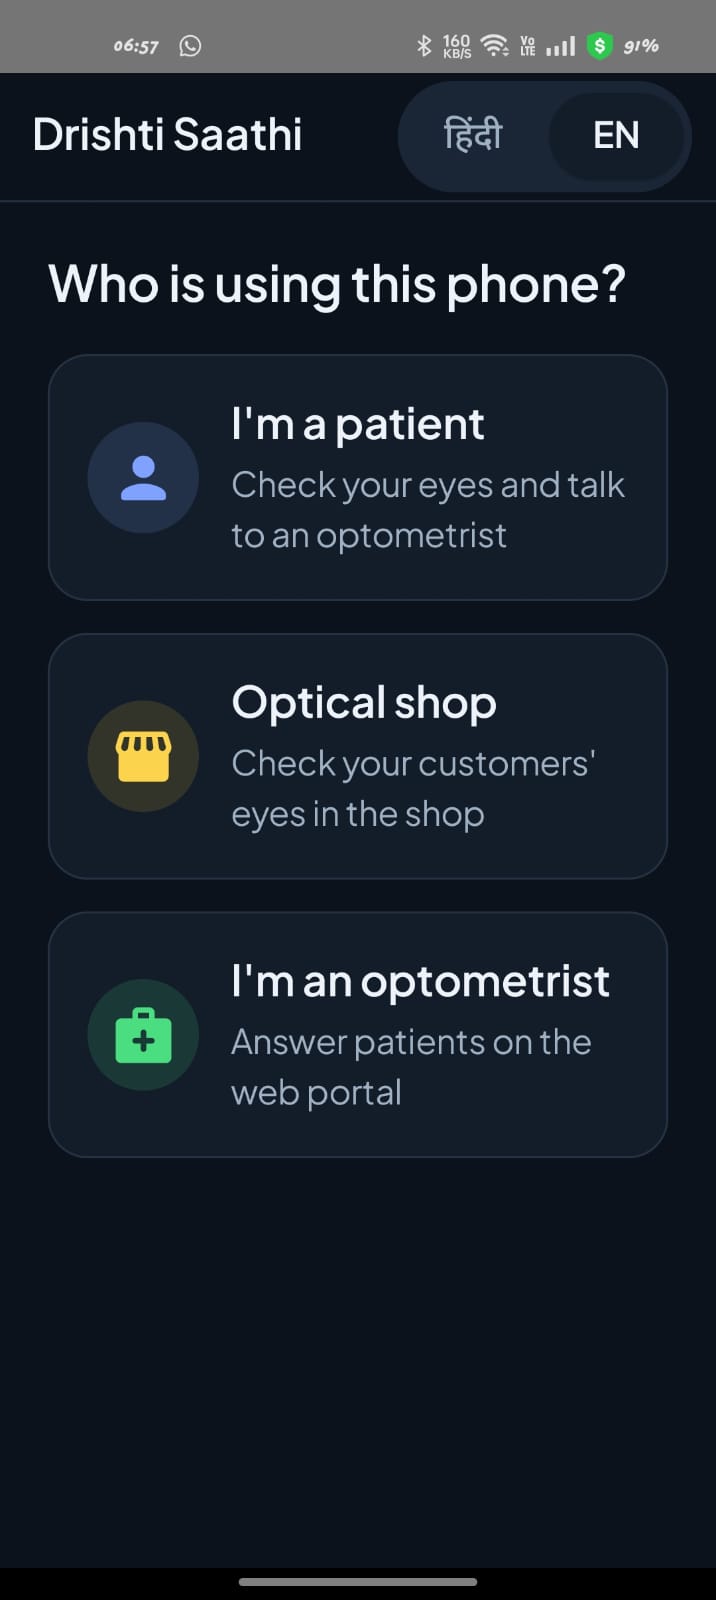 06:57
160 KB/S
Vo LTE
91%
Drishti Saathi
हिंदी
EN
Who is using this phone?
I'm a patient
Check your eyes and talk
to an optometrist
Optical shop
Check your customers'
eyes in the shop
I'm an optometrist
Answer patients on the
web portal